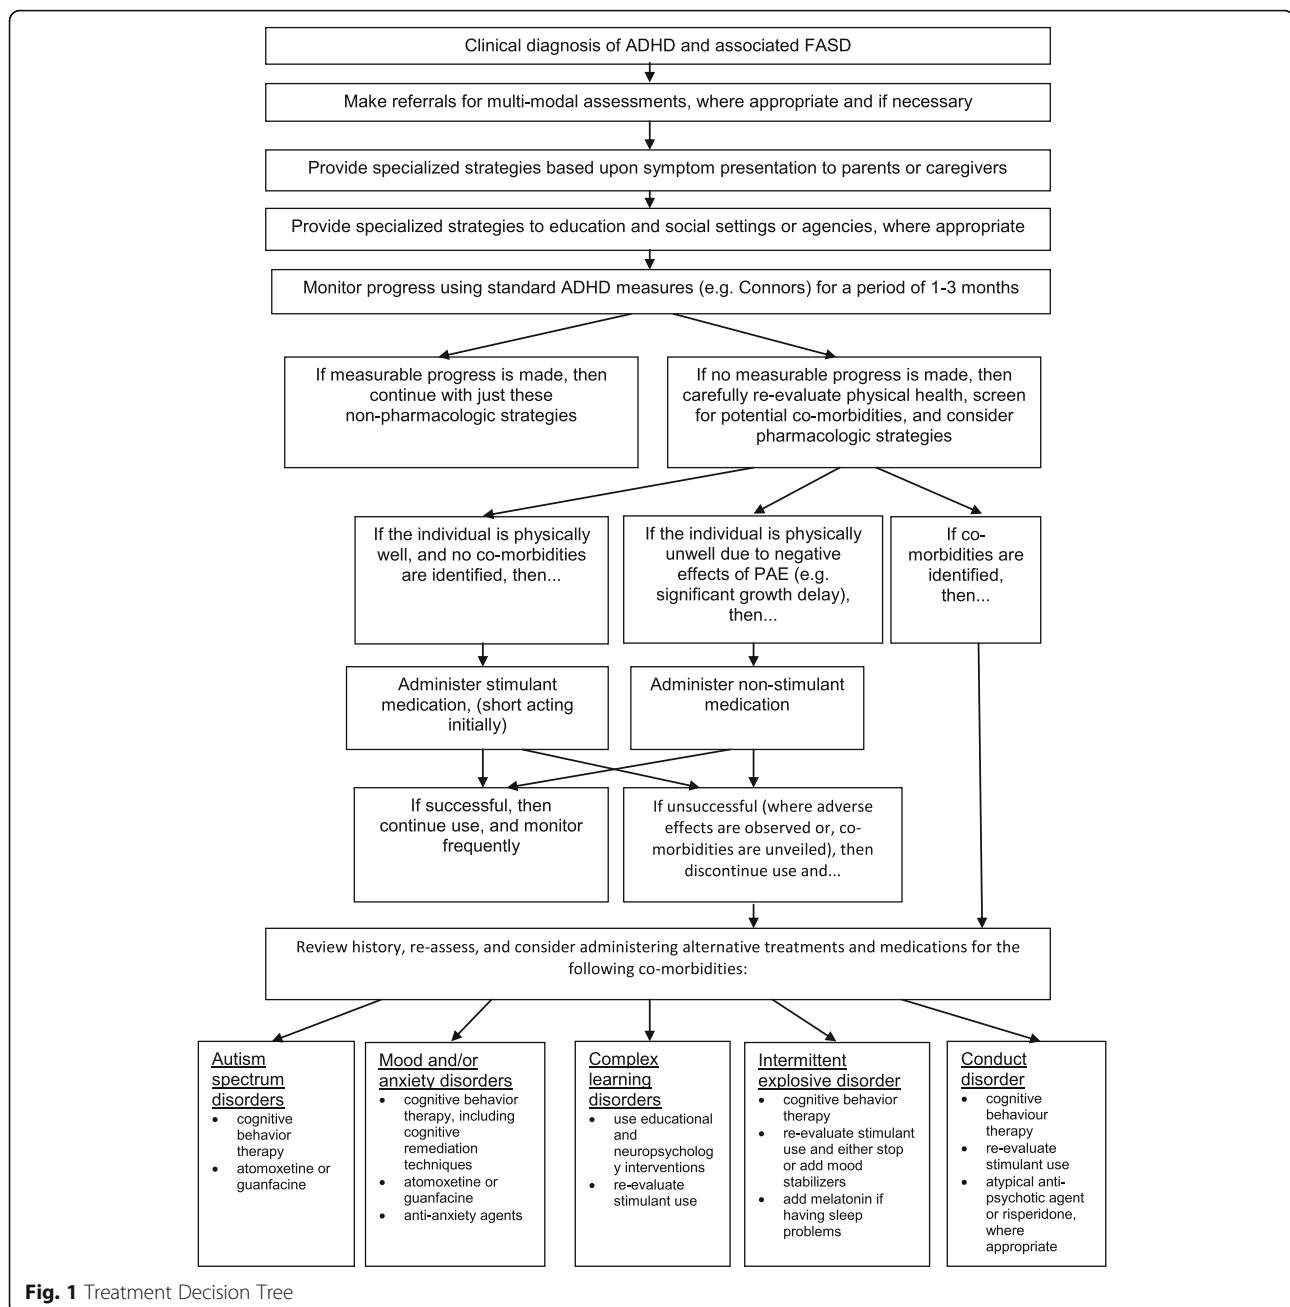 Clinical diagnosis of ADHD and associated FASD
Make referrals for multi-modal assessments, where appropriate and if necessary
Provide specialized strategies based upon symptom presentation to parents or caregivers
Provide specialized strategies to education and social settings or agencies, where appropriate
Monitor progress using standard ADHD measures (e.g. Connors) for a period of 1-3 months
If measurable progress is made, then
continue with just these
non-pharmacologic strategies
If no measurable progress is made, then
carefully re-evaluate physical health, screen
for potential co-morbidities, and consider
pharmacologic strategies
If the individual is physically
well, and no co-morbidities
are identified, then...
If the individual is physically
unwell due to negative
effects of PAE (e.g.
significant growth delay),
then...
If co-
morbidities are
identified,
then...
Administer stimulant
medication, (short acting
initially)
Administer non-stimulant
medication
If successful, then
continue use, and monitor
frequently
If unsuccessful (where adverse
effects are observed or, co-
morbidities are unveiled), then
discontinue use and...
Review history, re-assess, and consider administering alternative treatments and medications for the
following co-morbidities:
Autism
spectrum
disorders
• cognitive
behavior
therapy
• atomoxetine or
guanfacine
Mood and/or
anxiety disorders
• cognitive behavior
therapy, including
cognitive
remediation
techniques
• atomoxetine or
guanfacine
• anti-anxiety agents
Complex
learning
disorders
• use educational
and
neuropscholog
y interventions
• re-evaluate
stimulant use
Intermittent
explosive disorder
• cognitive behavior
therapy
• re-evaluate stimulant
use and either stop
or add mood
stabilizers
• add melatonin if
having sleep
problems
Conduct
disorder
• cognitive
behaviour
therapy
• re-evaluate
stimulant use
• atypical anti-
psychotic agent
or risperidone,
where
appropriate
Fig. 1 Treatment Decision Tree